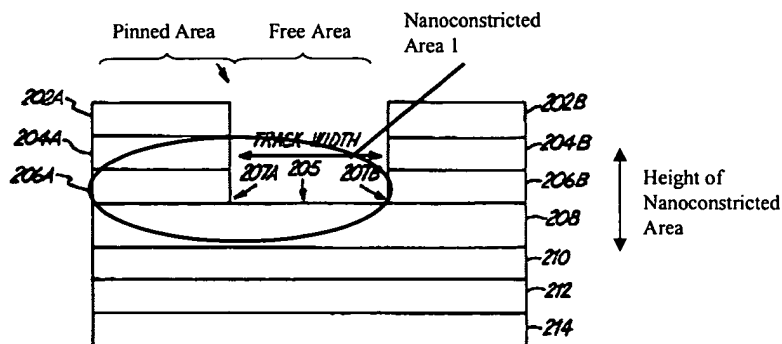 Pinned Area
Free Area
Nanoconstricted
Area 1
202A
202B
TRACK WIDTH
204A
204B
206A
206B
207A
205
207B
208
Height of
Nanoconstricted
Area
210
212
214